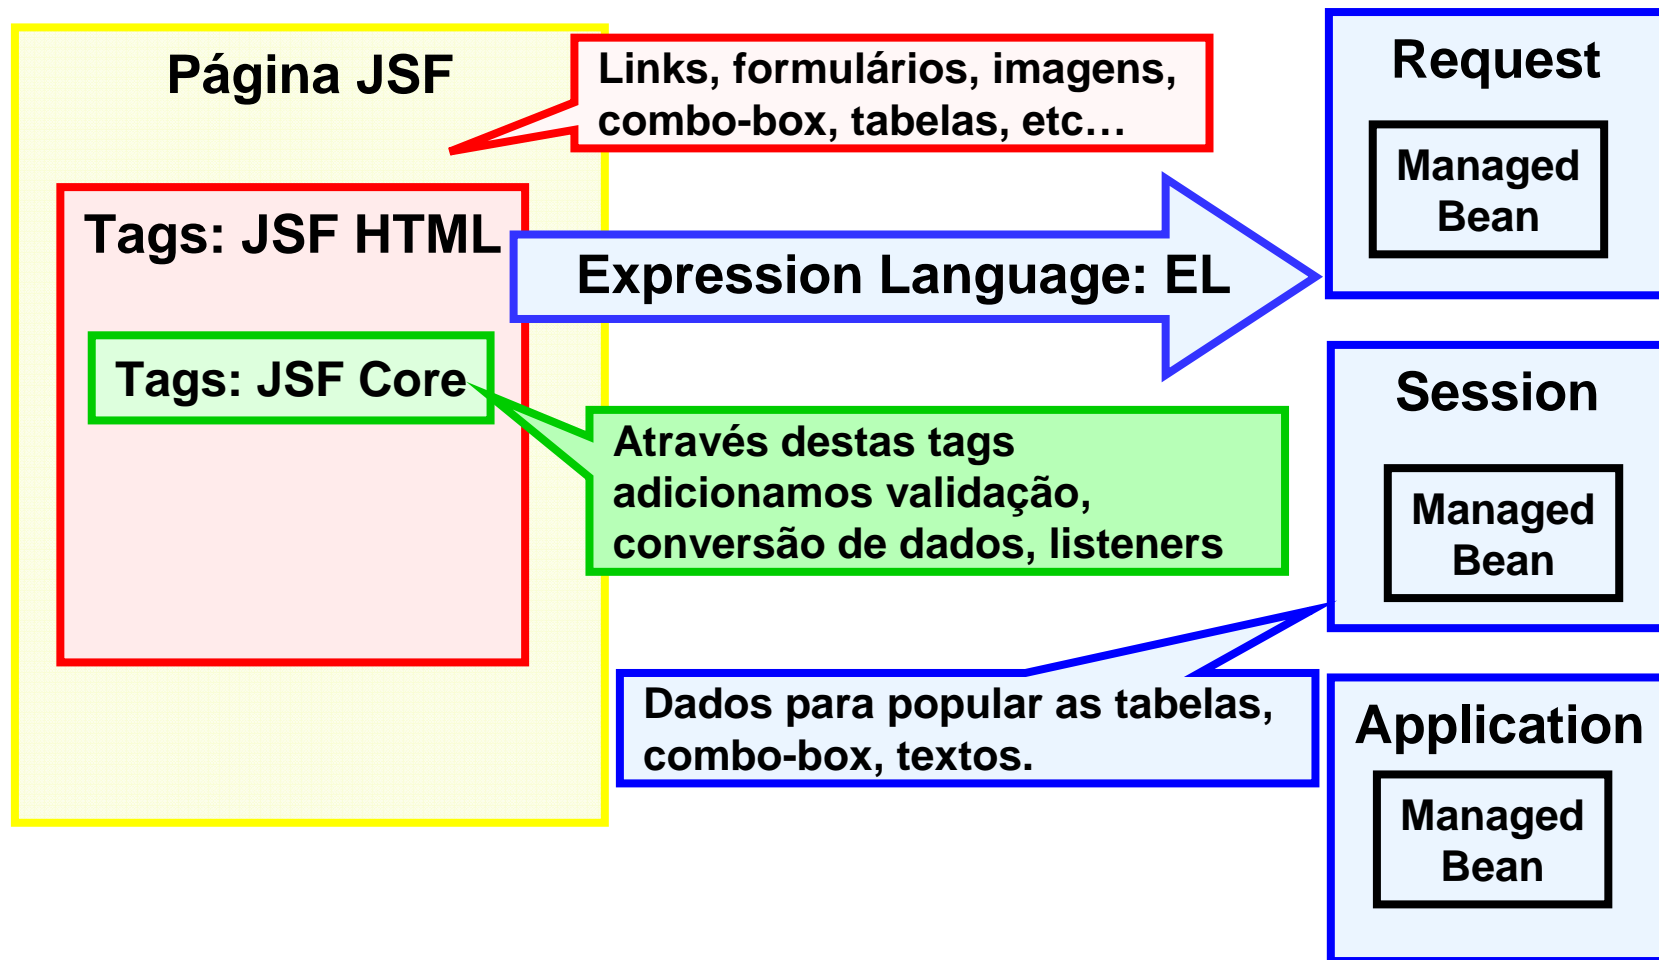 Página JSF
Links, formulários, imagens,
combo-box, tabelas, etc…
Tags: JSF HTML
Expression Language: EL
Tags: JSF Core
Através destas tags
adicionamos validação,
conversão de dados, listeners
Dados para popular as tabelas,
combo-box, textos.
Request
Managed
Bean
Session
Managed
Bean
Application
Managed
Bean